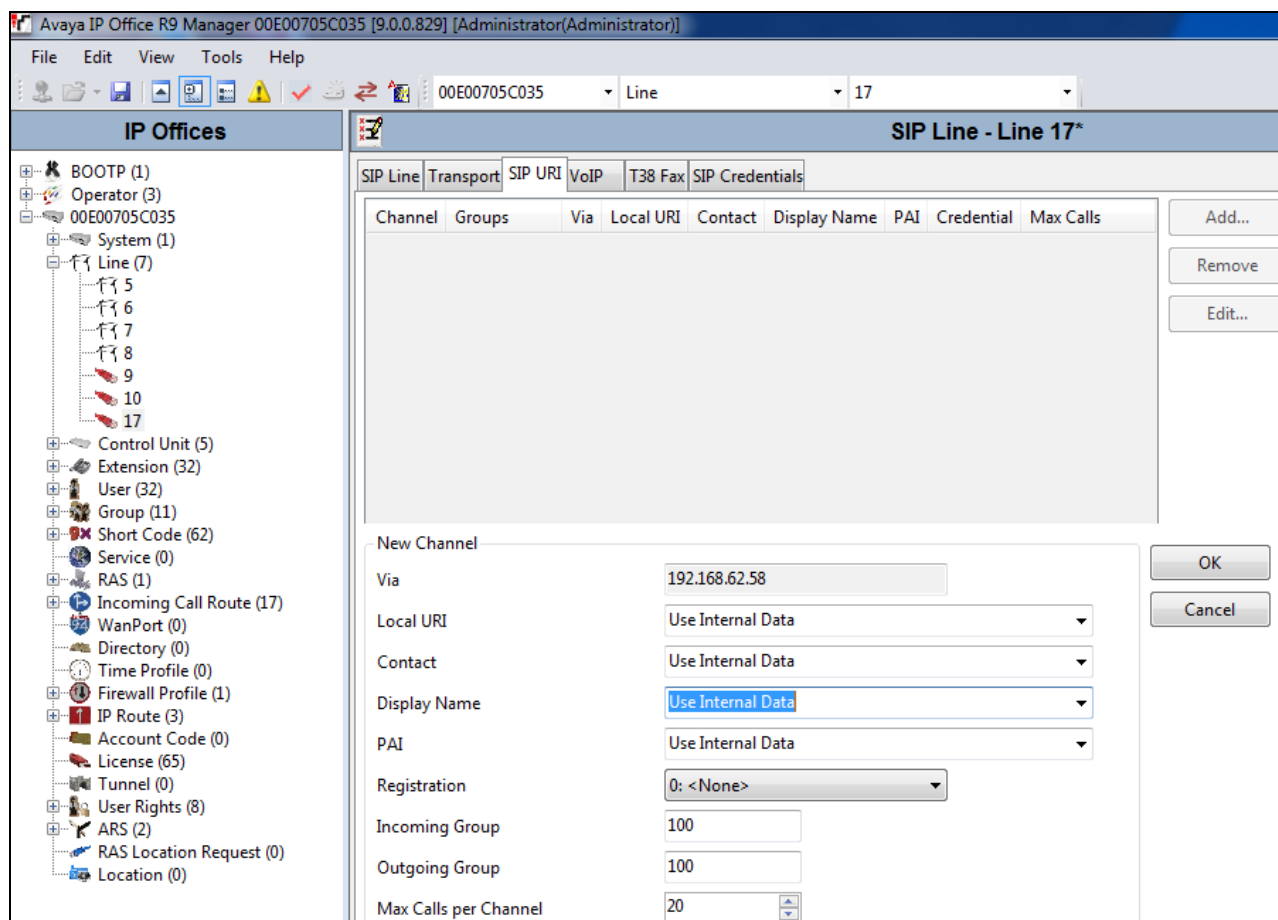 Avaya IP Office R9 Manager 00E00705C035 [9.0.0.829] [Administrator(Administrator)]
File Edit View Tools Help
00E00705C035 Line 17
IP Offices
BOOTP (1)
Operator (3)
00E00705C035
System (1)
Line (7)
5
6
7
8
9
10
17
Control Unit (5)
Extension (32)
User (32)
Group (11)
Short Code (62)
Service (0)
RAS (1)
Incoming Call Route (17)
WanPort (0)
Directory (0)
Time Profile (0)
Firewall Profile (1)
IP Route (3)
Account Code (0)
License (65)
Tunnel (0)
User Rights (8)
ARS (2)
RAS Location Request (0)
Location (0)
SIP Line - Line 17*
SIP Line Transport SIP URI VoIP T38 Fax SIP Credentials
Channel Groups Via Local URI Contact Display Name PAI Credential Max Calls
Add...
Remove
Edit...
New Channel
Via 192.168.62.58
Local URI Use Internal Data
Contact Use Internal Data
Display Name Use Internal Data
PAI Use Internal Data
Registration 0: <None>
Incoming Group 100
Outgoing Group 100
Max Calls per Channel 20
OK
Cancel